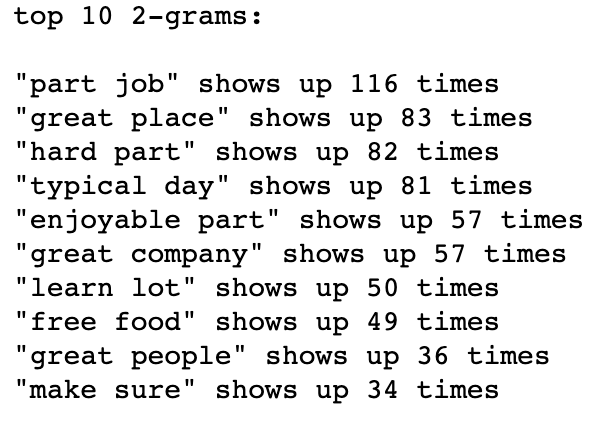 top 10 2-grams:
"part job" shows up 116 times
"great place" shows up 83 times
"hard part" shows up 82 times
"typical day" shows up 81 times
"enjoyable part" shows up 57 times
"great company" shows up 57 times
"learn lot" shows up 50 times
"free food" shows up 49 times
"great people" shows up 36 times
"make sure" shows up 34 times